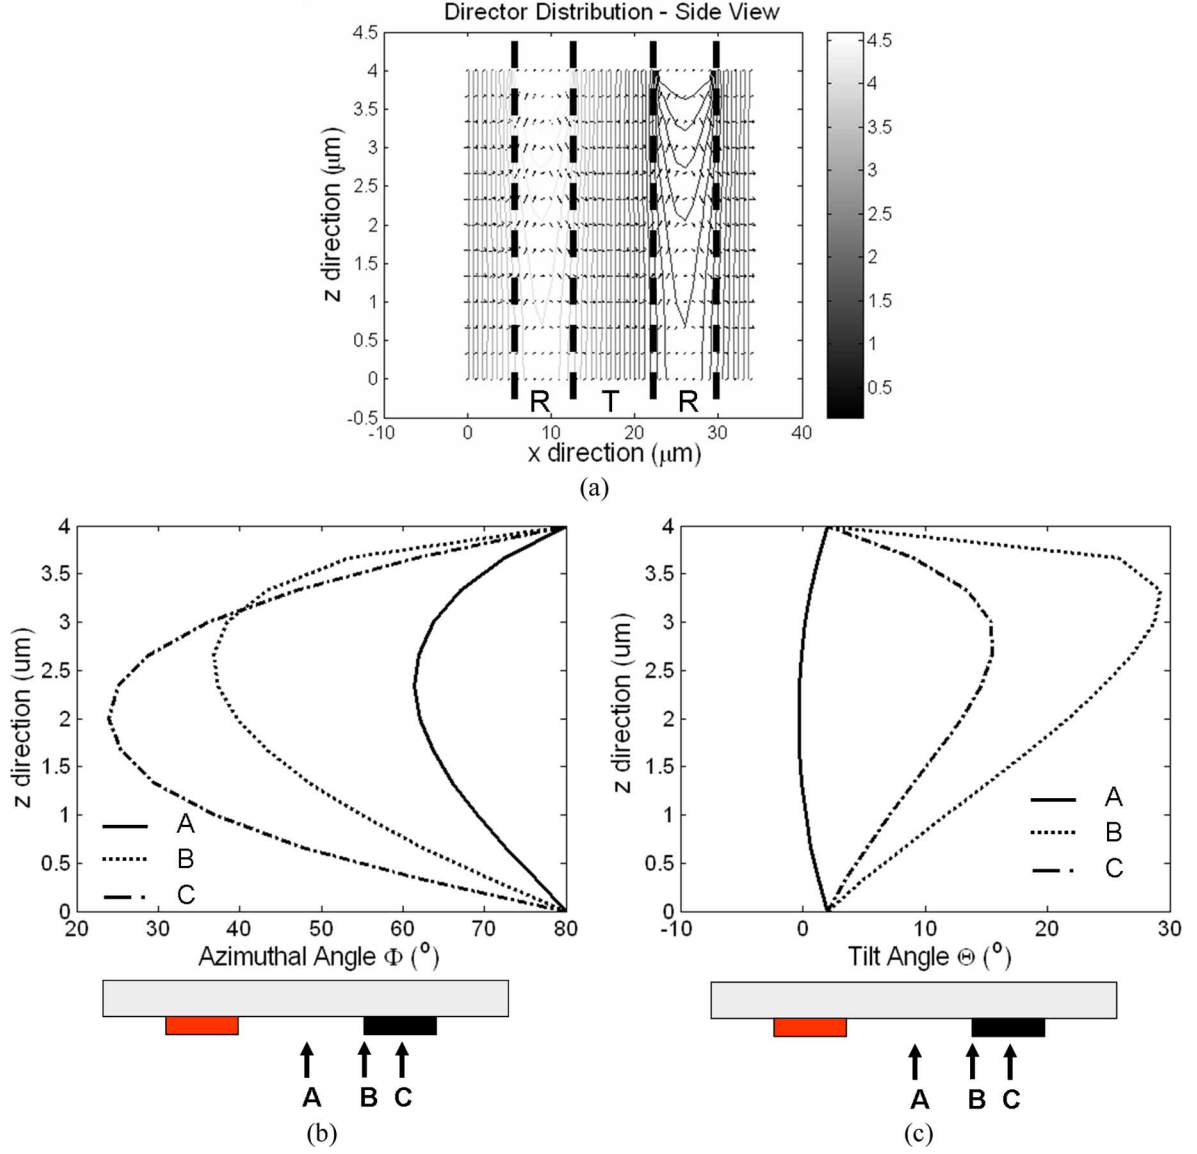 Director Distribution - Side View
4.5
4
3.5
3
2.5
2
1.5
1
0.5
0
-0.5
z direction (μm)
-10 0 10 20 30 40
R T R
x direction (μm)
4.5
4
3.5
3
2.5
2
1.5
1
0.5
(a)
4
3.5
3
2.5
2
1.5
1
0.5
0
z direction (um)
A
B
C
20 30 40 50 60 70 80
Azimuthal Angle Φ (°)
A B C
(b)
4
3.5
3
2.5
2
1.5
1
0.5
0
z direction (um)
A
B
C
-10 0 10 20 30
Tilt Angle Θ (°)
A B C
(c)